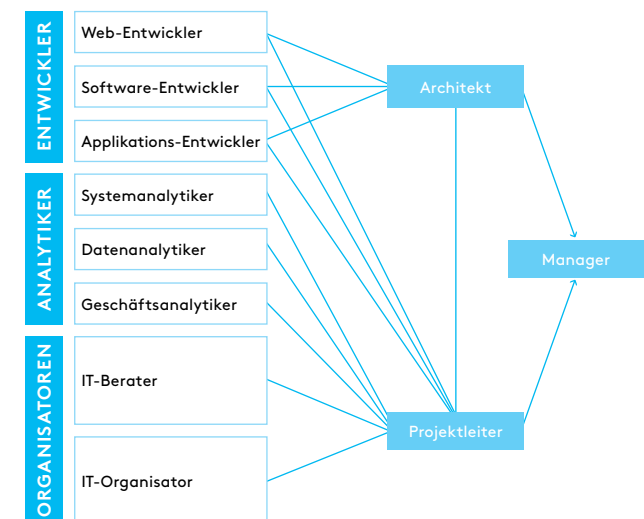 ENTWICKLER
Web-Entwickler
Software-Entwickler
Applikations-Entwickler
ANALYTIKER
Systemanalytiker
Datenanalytiker
Geschäftsanalytiker
ORGANISATOREN
IT-Berater
IT-Organisator
Architekt
Projektleiter
Manager